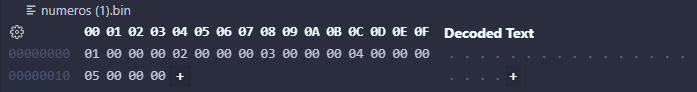 numeros (1).bin
00 01 02 03 04 05 06 07 08 09 0A 0B 0C 0D 0E 0F Decoded Text
00000000 01 00 00 00 02 00 00 00 03 00 00 00 04 00 00 00 . . . . . . . . . . . . . . . .
00000010 05 00 00 00 + . . . . +